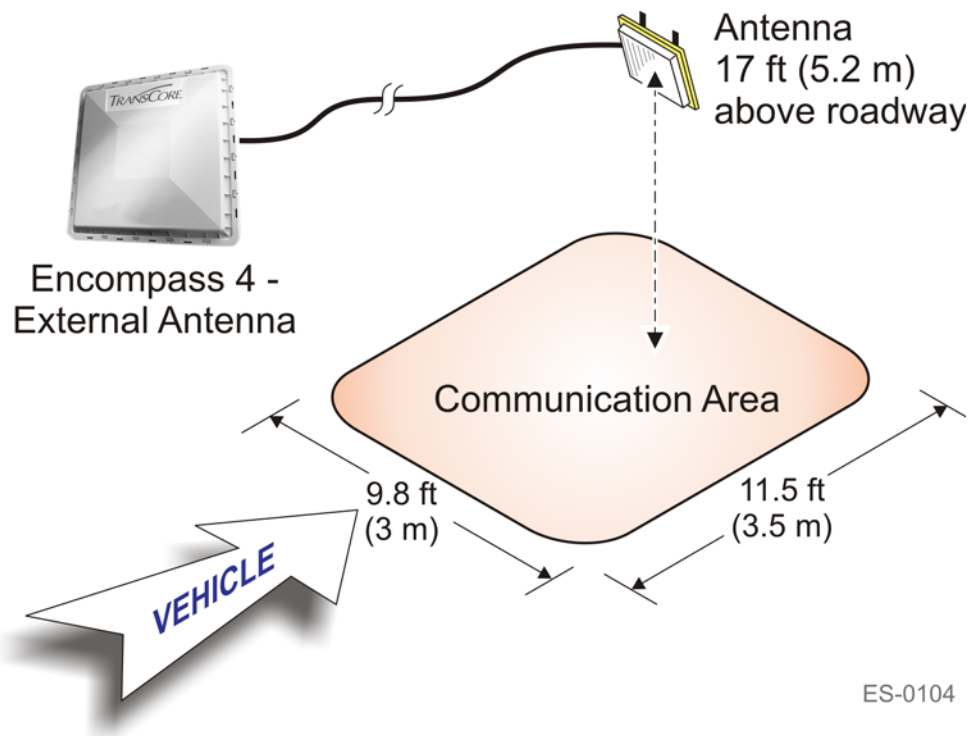 TRANSCORE
Antenna
17 ft (5.2 m)
above roadway
Encompass 4 -
External Antenna
Communication Area
9.8 ft
(3 m)
11.5 ft
(3.5 m)
VEHICLE
ES-0104